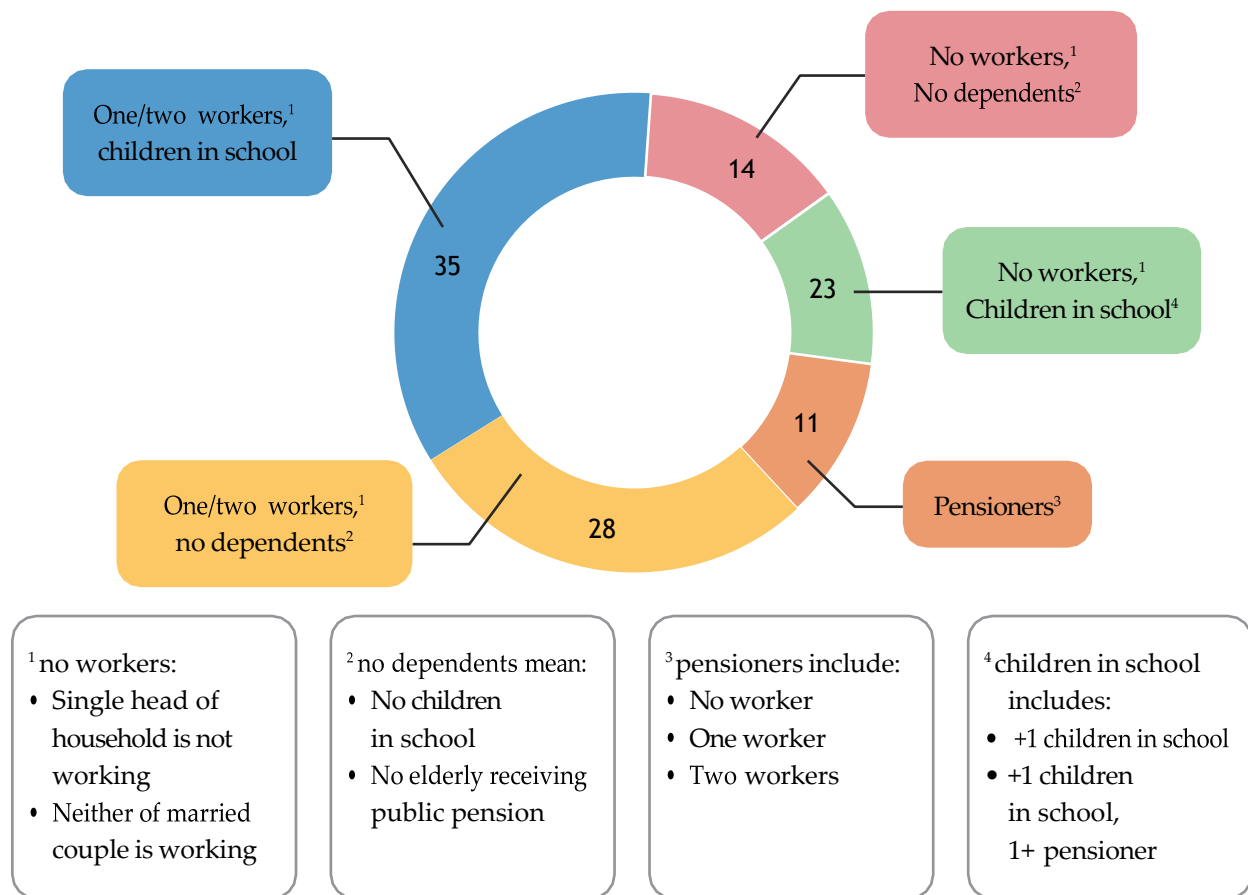 No workers,¹
No dependents²
One/two workers,¹
children in school
14
35
23
No workers,¹
Children in school⁴
11
One/two workers,¹
no dependents²
28
Pensioners³
¹ no workers:
• Single head of
household is not
working
• Neither of married
couple is working
² no dependents mean:
• No children
in school
• No elderly receiving
public pension
³ pensioners include:
• No worker
• One worker
• Two workers
⁴ children in school
includes:
• +1 children in school
• +1 children
in school,
1+ pensioner